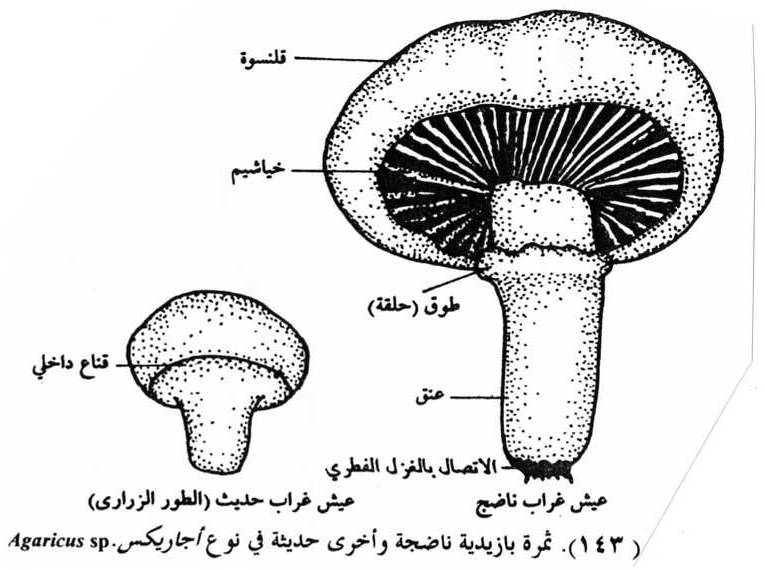 قلنسوة
خياشيم
طوق (حلقة)
قناع داخلي
عنق
الاتصال بالغزل الفطري
عيش غراب ناضج
عيش غراب حديث (الطور الزرارى)
(١٤٣). ثمرة بازيدية ناضجة وأخرى حديثة في نوع أجاريكس .Agaricus sp